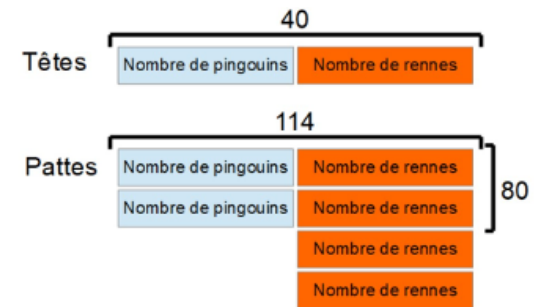 40
Têtes Nombre de pingouins Nombre de rennes
114
Pattes Nombre de pingouins Nombre de rennes
80
Nombre de pingouins Nombre de rennes
Nombre de rennes
Nombre de rennes